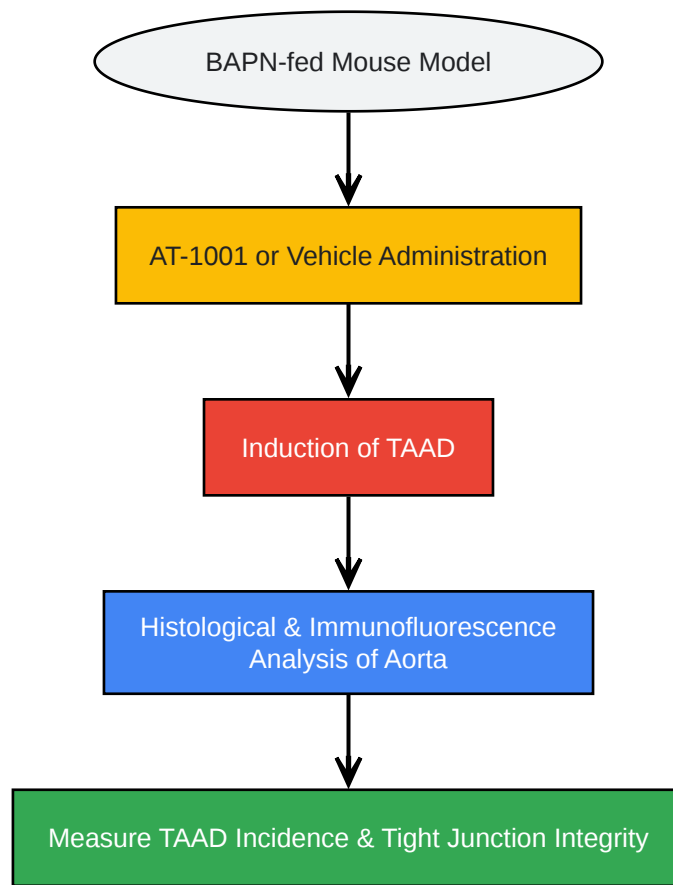 BAPN-fed Mouse Model
AT-1001 or Vehicle Administration
Induction of TAAD
Histological & Immunofluorescence
Analysis of Aorta
Measure TAAD Incidence & Tight Junction Integrity